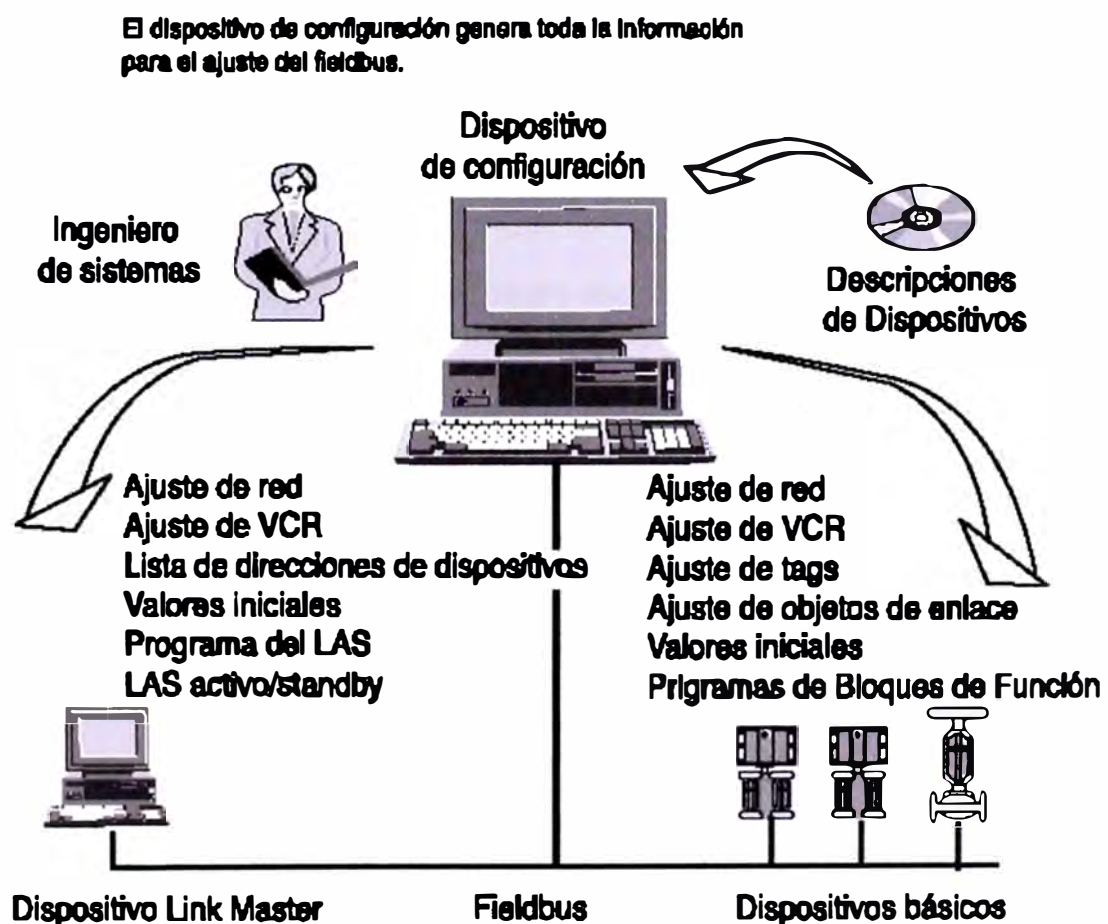 El dispositivo de configuración genera toda la información
para el ajuste del fieldbus.
Dispositivo
de configuración
Ingeniero
de sistemas
Descripciones
de Dispositivos
Ajuste de red
Ajuste de VCR
Lista de direcciones de dispositivos
Valores iniciales
Programa del LAS
LAS activo/standby
Ajuste de red
Ajuste de VCR
Ajuste de tags
Ajuste de objetos de enlace
Valores iniciales
Prigramas de Bloques de Función
Dispositivo Link Master
Fieldbus
Dispositivos básicos